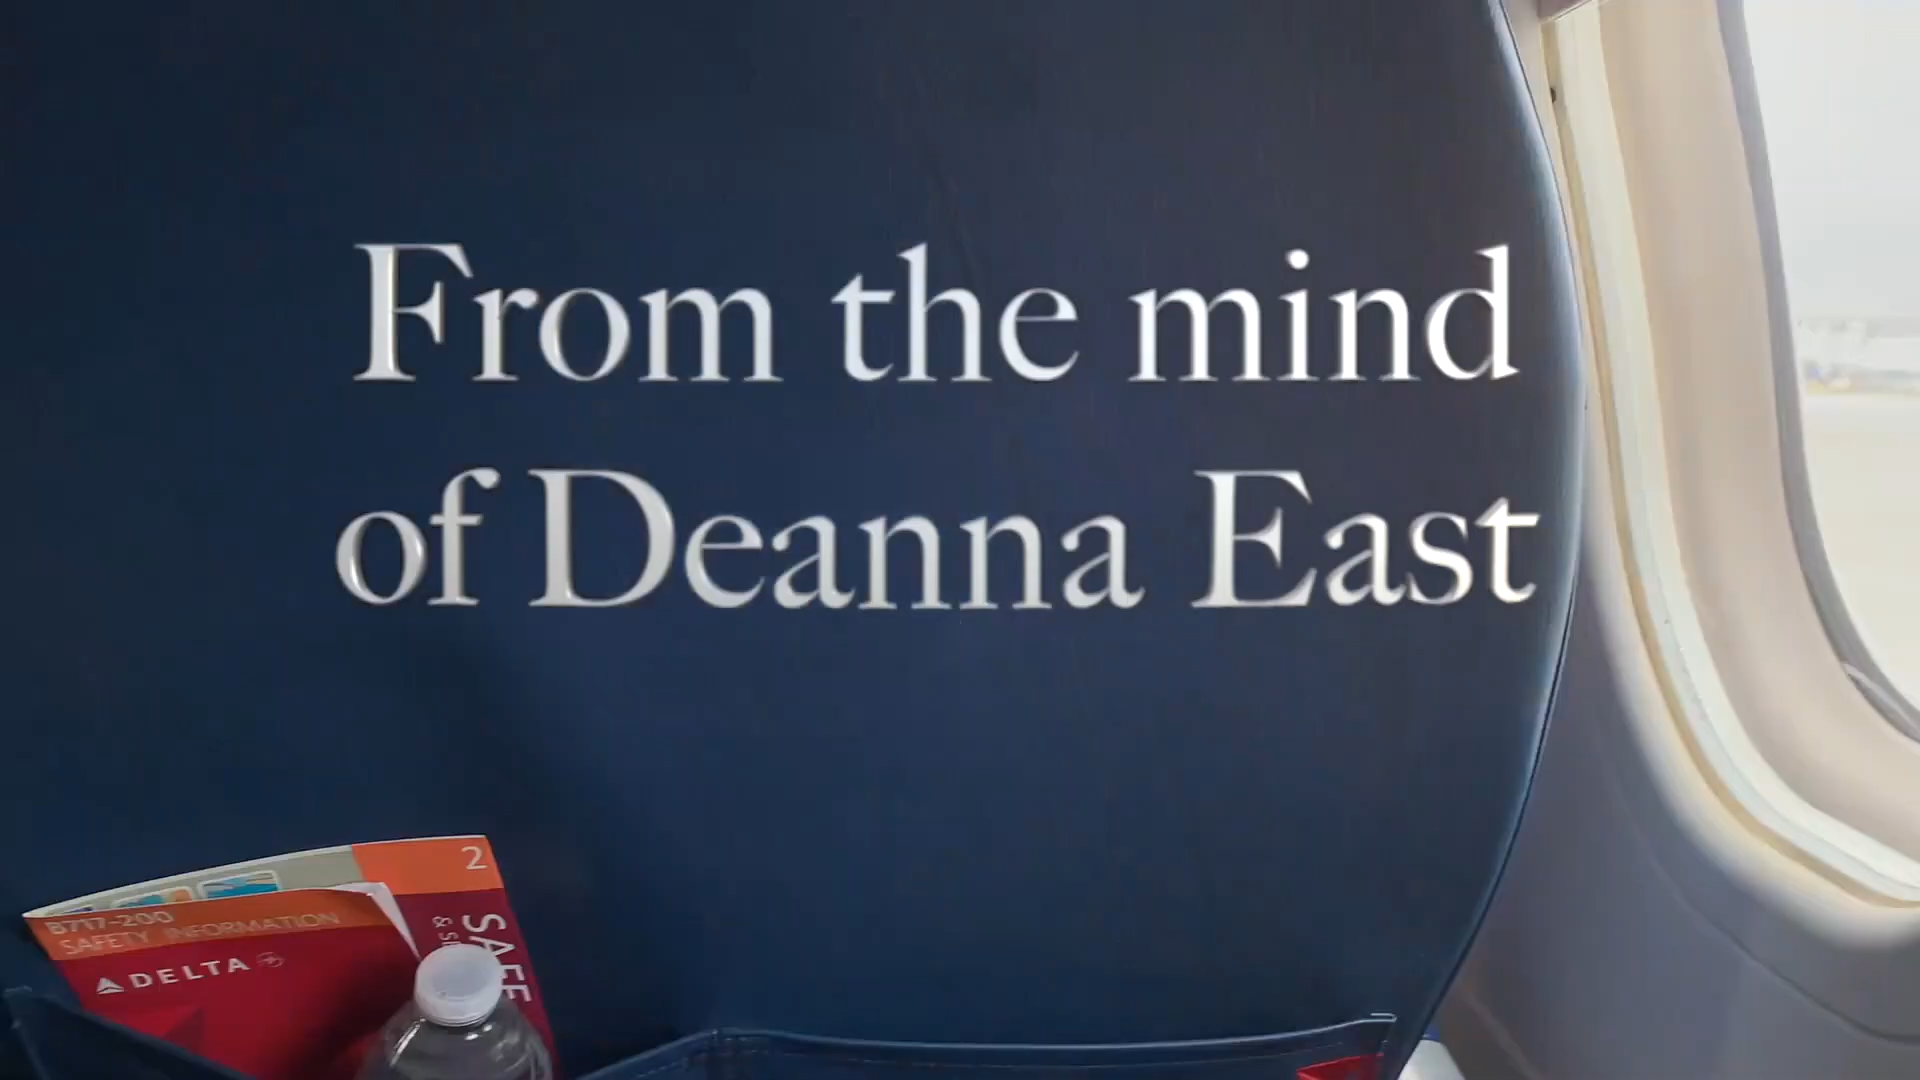 From the mind
of Deanna East
2
B717-200
SAFETY INFORMATION
DELTA
SAFE